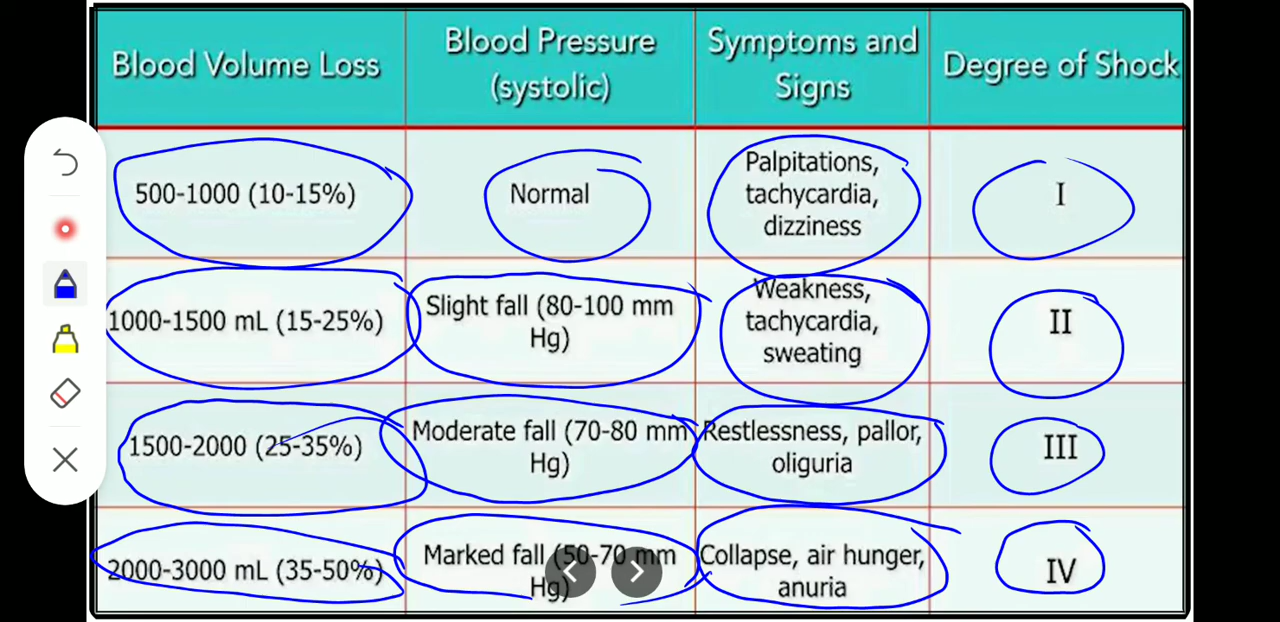 Blood Volume Loss
Blood Pressure
(systolic)
Symptoms and
Signs
Degree of Shock
500-1000 (10-15%)
Normal
Palpitations,
tachycardia,
dizziness
I
1000-1500 mL (15-25%)
Slight fall (80-100 mm
Hg)
Weakness,
tachycardia,
sweating
II
1500-2000 (25-35%)
Moderate fall (70-80 mm
Hg)
Restlessness, pallor,
oliguria
III
2000-3000 mL (35-50%)
Marked fall (50-70 mm
Hg)
Collapse, air hunger,
anuria
IV